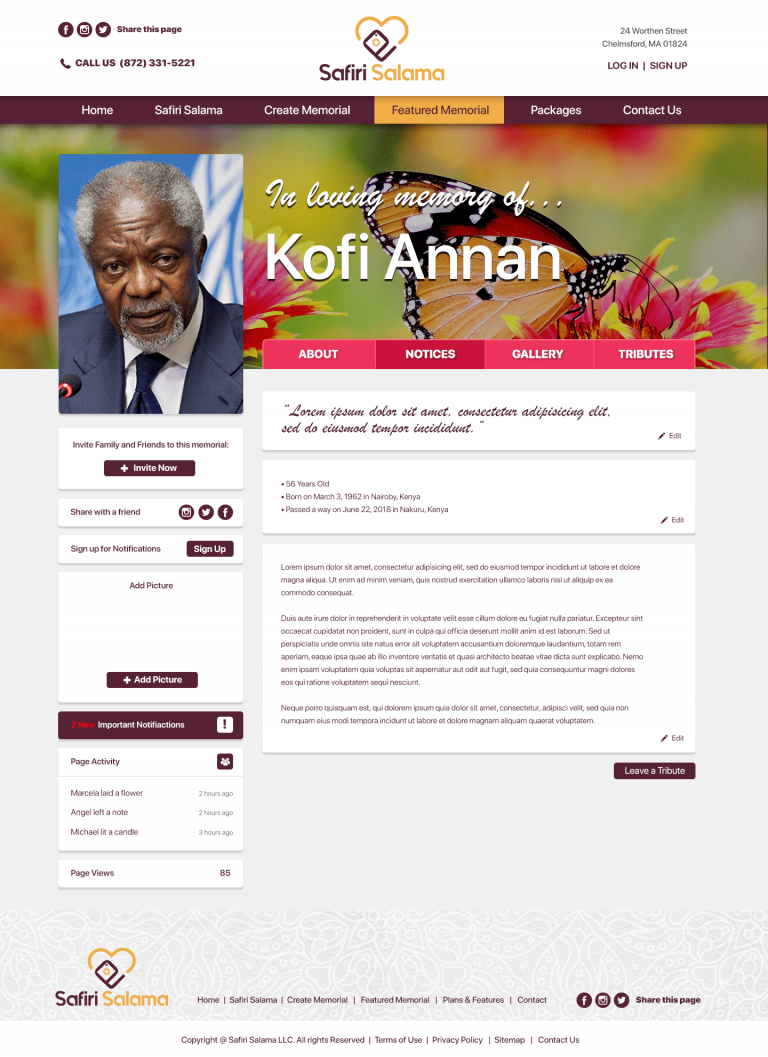 Share this page
CALL US (872) 331-5221
Safiri Salama
24 Worthen Street
Chelmsford, MA 01824
LOG IN | SIGN UP
Home Safiri Salama Create Memorial Featured Memorial Packages Contact Us
In loving memory of...
Kofi Annan
ABOUT NOTICES GALLERY TRIBUTES
Invite Family and Friends to this memorial:
Invite Now
Share with a friend
Sign up for Notifications Sign Up
Add Picture
Add Picture
2 New Important Notifiactions
Page Activity
Marcela laid a flower 2 hours ago
Angel left a note 2 hours ago
Michael lit a candle 3 hours ago
Page Views 85
"Lorem ipsum dolor sit amet, consectetur adipisicing elit,
sed do eiusmod tempor incididunt."
Edit
• 56 Years Old
• Born on March 3, 1962 in Nairoby, Kenya
• Passed a way on June 22, 2018 in Nakuru, Kenya
Edit
Lorem ipsum dolor sit amet, consectetur adipisicing elit, sed do eiusmod tempor incididunt ut labore et dolore
magna aliqua. Ut enim ad minim veniam, quis nostrud exercitation ullamco laboris nisi ut aliquip ex ea
commodo consequat.
Duis aute irure dolor in reprehenderit in voluptate velit esse cillum dolore eu fugiat nulla pariatur. Excepteur sint
occaecat cupidatat non proident, sunt in culpa qui officia deserunt mollit anim id est laborum. Sed ut
perspiciatis unde omnis iste natus error sit voluptatem accusantium doloremque laudantium, totam rem
aperiam, eaque ipsa quae ab illo inventore veritatis et quasi architecto beatae vitae dicta sunt explicabo. Nemo
enim ipsam voluptatem quia voluptas sit aspernatur aut odit aut fugit, sed quia consequuntur magni dolores
eos qui ratione voluptatem sequi nesciunt.
Neque porro quisquam est, qui dolorem ipsum quia dolor sit amet, consectetur, adipisci velit, sed quia non
numquam eius modi tempora incidunt ut labore et dolore magnam aliquam quaerat voluptatem.
Edit
Leave a Tribute
Safiri Salama
Home | Safiri Salama | Create Memorial | Featured Memorial | Plans & Features | Contact
Share this page
Copyright @ Safiri Salama LLC. All rights Reserved | Terms of Use | Privacy Policy | Sitemap | Contact Us